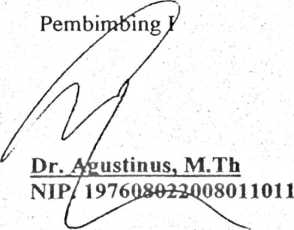 Pembimbing I
Dr. Agustinus, M.Th
NIP. 197608022008011011